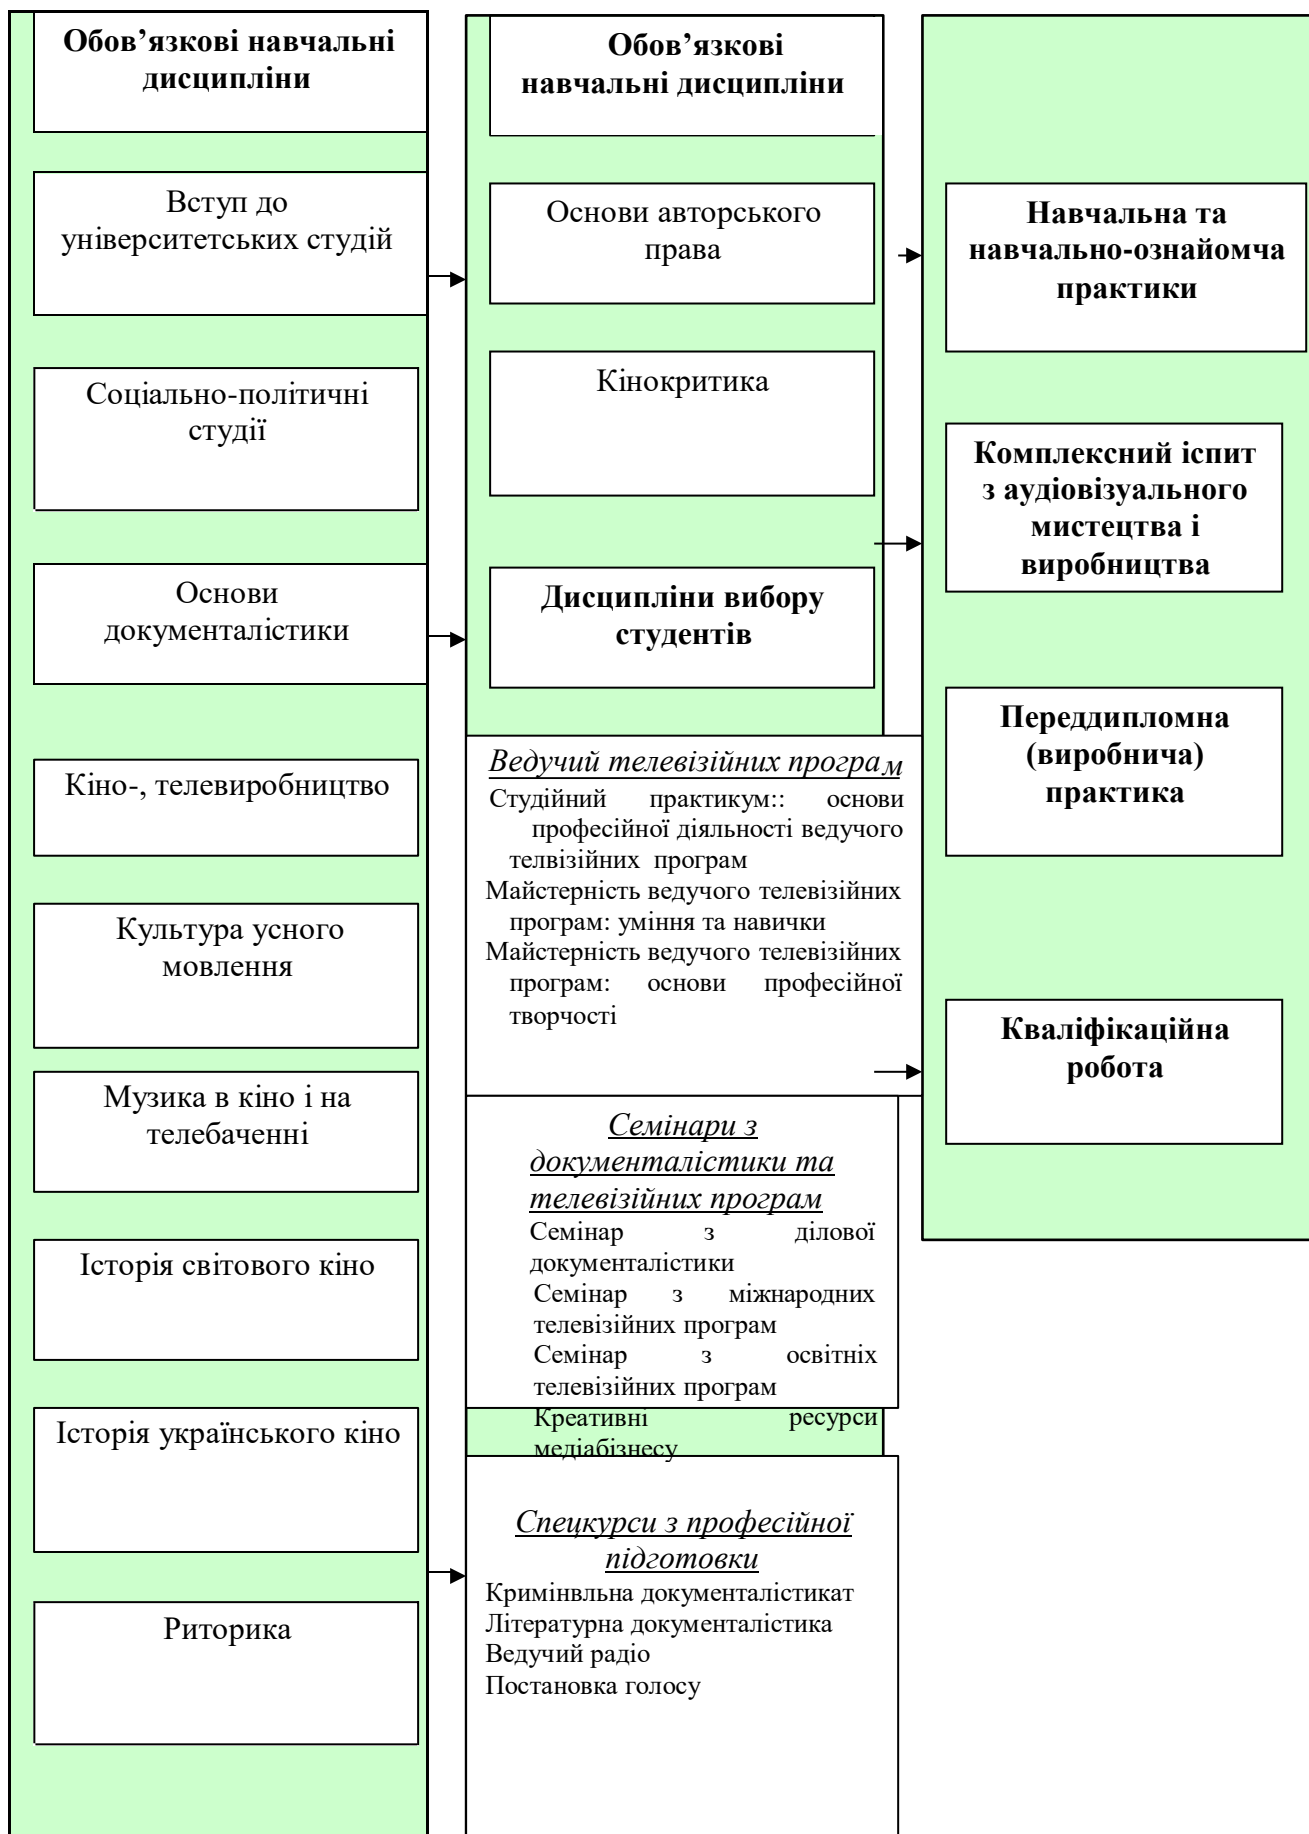 Обов’язкові навчальні
дисципліни
Вступ до
університетських студій
Соціально-політичні
студії
Основи
документалістики
Кіно-, телевиробництво
Культура усного
мовлення
Музика в кіно і на
телебаченні
Історія світового кіно
Історія українського кіно
Риторика
Обов’язкові
навчальні дисципліни
Основи авторського
права
Кінокритика
Дисципліни вибору
студентів
Ведучий телевізійних програм
Студійний практикум:: основи
професійної діяльності ведучого
телвізійних програм
Майстерність ведучого телевізійних
програм: уміння та навички
Майстерність ведучого телевізійних
програм: основи професійної
творчості
Семінари з
документалістики та
телевізійних програм
Семінар з ділової
документалістики
Семінар з міжнародних
телевізійних програм
Семінар з освітніх
телевізійних програм
Креативні ресурси
медіабізнесу
Спецкурси з професійної
підготовки
Кримінвльна документалістикат
Літературна документалістика
Ведучий радіо
Постановка голосу
Навчальна та
навчально-ознайомча
практики
Комплексний іспит
з аудіовізуального
мистецтва і
виробництва
Переддипломна
(виробнича)
практика
Кваліфікаційна
робота